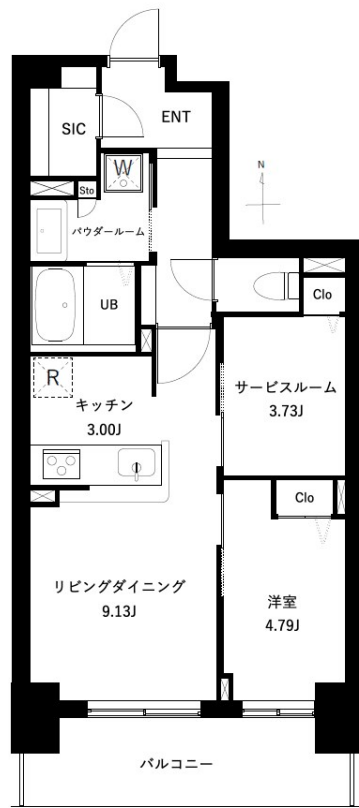 ENT
SIC
N
W
Sto
パウダールーム
UB
Clo
R
キッチン
3.00J
サービスルーム
3.73J
Clo
リビングダイニング
9.13J
洋室
4.79J
バルコニー